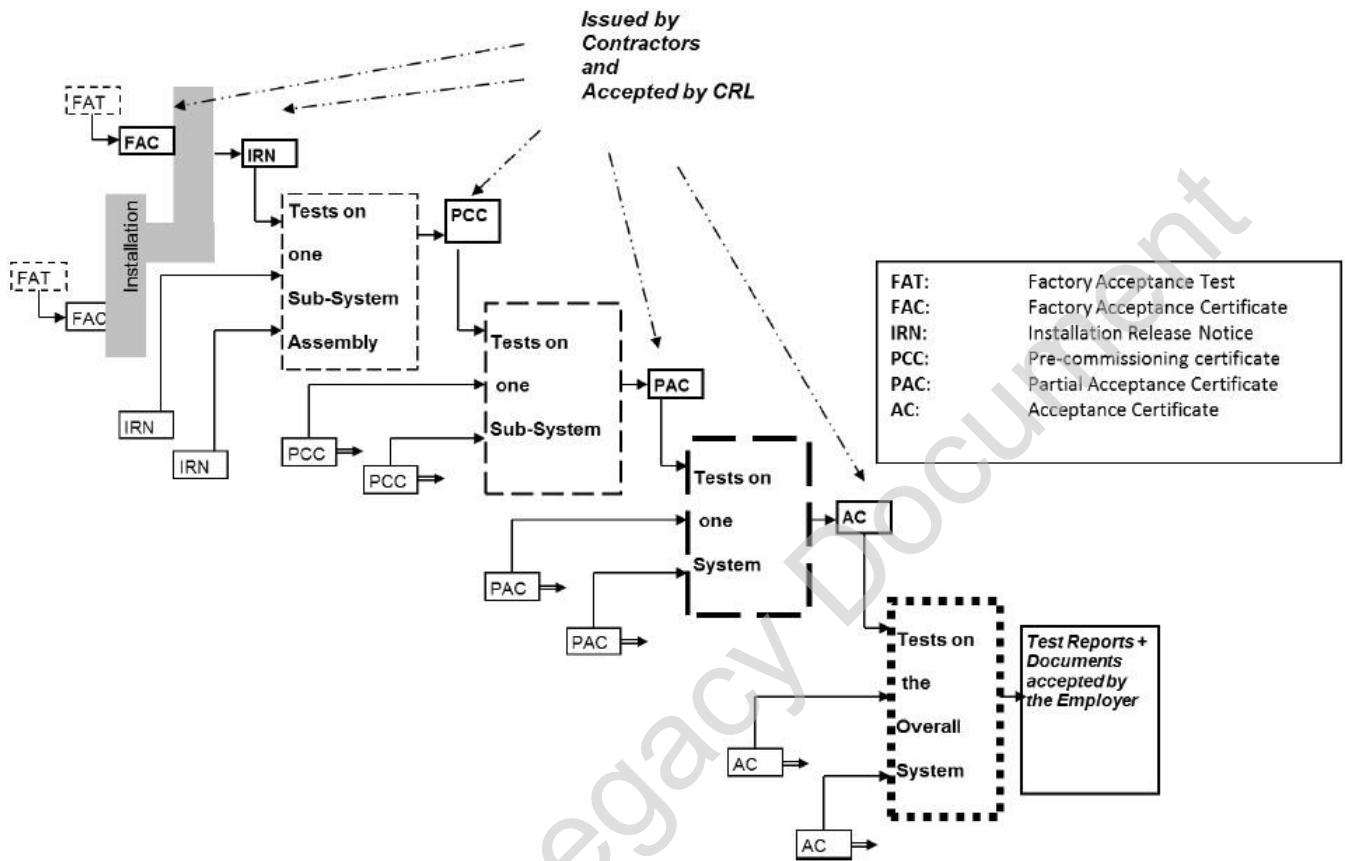 Issued by
Contractors
and
Accepted by CRL
FAT
FAC
IRN
Installation
FAT
FAC
Tests on
one
Sub-System
Assembly
PCC
IRN
IRN
Tests on
one
Sub-System
PCC
PCC
PAC
FAT: Factory Acceptance Test
FAC: Factory Acceptance Certificate
IRN: Installation Release Notice
PCC: Pre-commissioning certificate
PAC: Partial Acceptance Certificate
AC: Acceptance Certificate
Tests on
one
System
PAC
PAC
AC
Tests on
the
Overall
System
AC
AC
Test Reports +
Documents
accepted by
the Employer
egacy Document